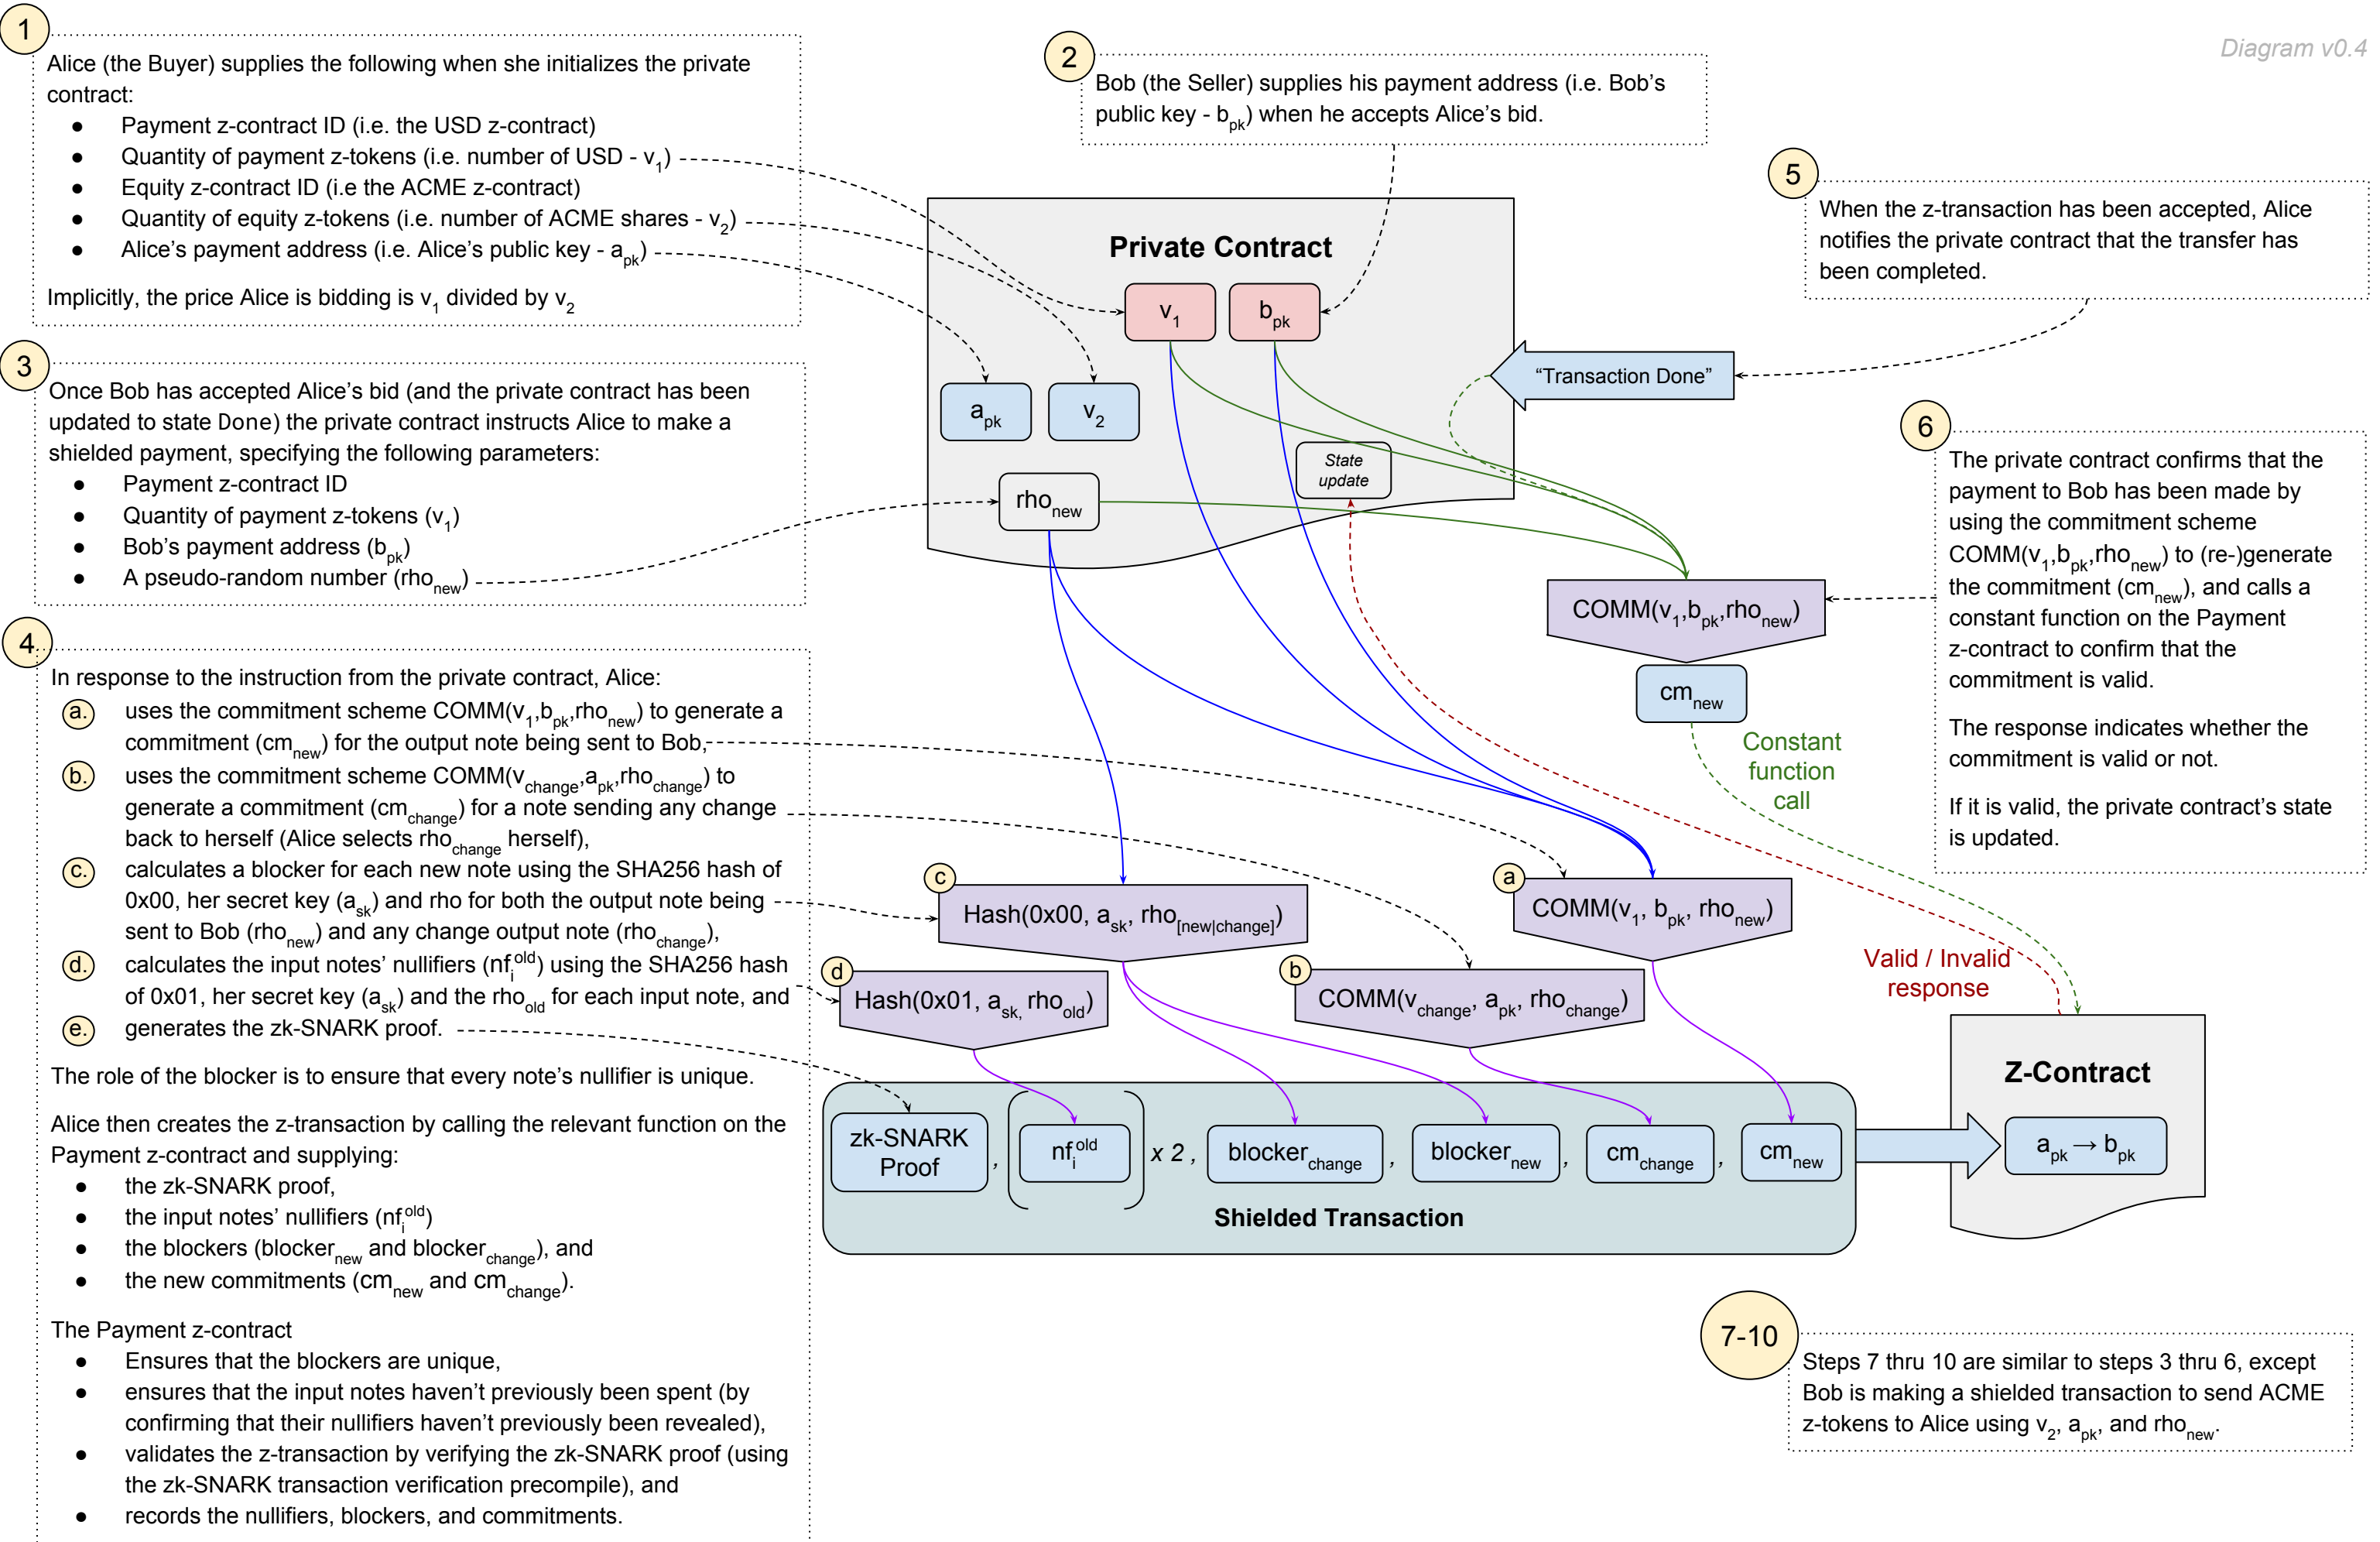 Diagram v0.4
1
Alice (the Buyer) supplies the following when she initializes the private
contract:
● Payment z-contract ID (i.e. the USD z-contract)
● Quantity of payment z-tokens (i.e. number of USD - v1)
● Equity z-contract ID (i.e the ACME z-contract)
● Quantity of equity z-tokens (i.e. number of ACME shares - v2)
● Alice's payment address (i.e. Alice's public key - apk)
Implicitly, the price Alice is bidding is v1 divided by v2
2
Bob (the Seller) supplies his payment address (i.e. Bob's
public key - bpk) when he accepts Alice's bid.
3
Once Bob has accepted Alice's bid (and the private contract has been
updated to state Done) the private contract instructs Alice to make a
shielded payment, specifying the following parameters:
● Payment z-contract ID
● Quantity of payment z-tokens (v1)
● Bob's payment address (bpk)
● A pseudo-random number (rhonew)
4
In response to the instruction from the private contract, Alice:
a. uses the commitment scheme COMM(v1,bpk,rhonew) to generate a
commitment (cmnew) for the output note being sent to Bob,
b. uses the commitment scheme COMM(vchange,apk,rhochange) to
generate a commitment (cmchange) for a note sending any change
back to herself (Alice selects rhochange herself),
c. calculates a blocker for each new note using the SHA256 hash of
0x00, her secret key (ask) and rho for both the output note being
sent to Bob (rhonew) and any change output note (rhochange),
d. calculates the input notes' nullifiers (nfiold) using the SHA256 hash
of 0x01, her secret key (ask) and the rhoold for each input note, and
e. generates the zk-SNARK proof.
The role of the blocker is to ensure that every note's nullifier is unique.
Alice then creates the z-transaction by calling the relevant function on the
Payment z-contract and supplying:
● the zk-SNARK proof,
● the input notes' nullifiers (nfiold)
● the blockers (blockernew and blockerchange), and
● the new commitments (cmnew and cmchange).
The Payment z-contract
● Ensures that the blockers are unique,
● ensures that the input notes haven't previously been spent (by
confirming that their nullifiers haven't previously been revealed),
● validates the z-transaction by verifying the zk-SNARK proof (using
the zk-SNARK transaction verification precompile), and
● records the nullifiers, blockers, and commitments.
5
When the z-transaction has been accepted, Alice
notifies the private contract that the transfer has
been completed.
6
The private contract confirms that the
payment to Bob has been made by
using the commitment scheme
COMM(v1,bpk,rhonew) to (re-)generate
the commitment (cmnew), and calls a
constant function on the Payment
z-contract to confirm that the
commitment is valid.
The response indicates whether the
commitment is valid or not.
If it is valid, the private contract's state
is updated.
Private Contract
v1
bpk
apk
v2
rhonew
State
update
"Transaction Done"
COMM(v1,bpk,rhonew)
cmnew
Constant
function
call
Valid / Invalid
response
c
Hash(0x00, ask, rho[new|change])
a
COMM(v1, bpk, rhonew)
d
Hash(0x01, ask, rhoold)
b
COMM(vchange, apk, rhochange)
zk-SNARK
Proof
,
nfiold
x 2 ,
blockerchange
,
blockernew
,
cmchange
,
cmnew
Shielded Transaction
Z-Contract
apk → bpk
7-10
Steps 7 thru 10 are similar to steps 3 thru 6, except
Bob is making a shielded transaction to send ACME
z-tokens to Alice using v2, apk, and rhonew.